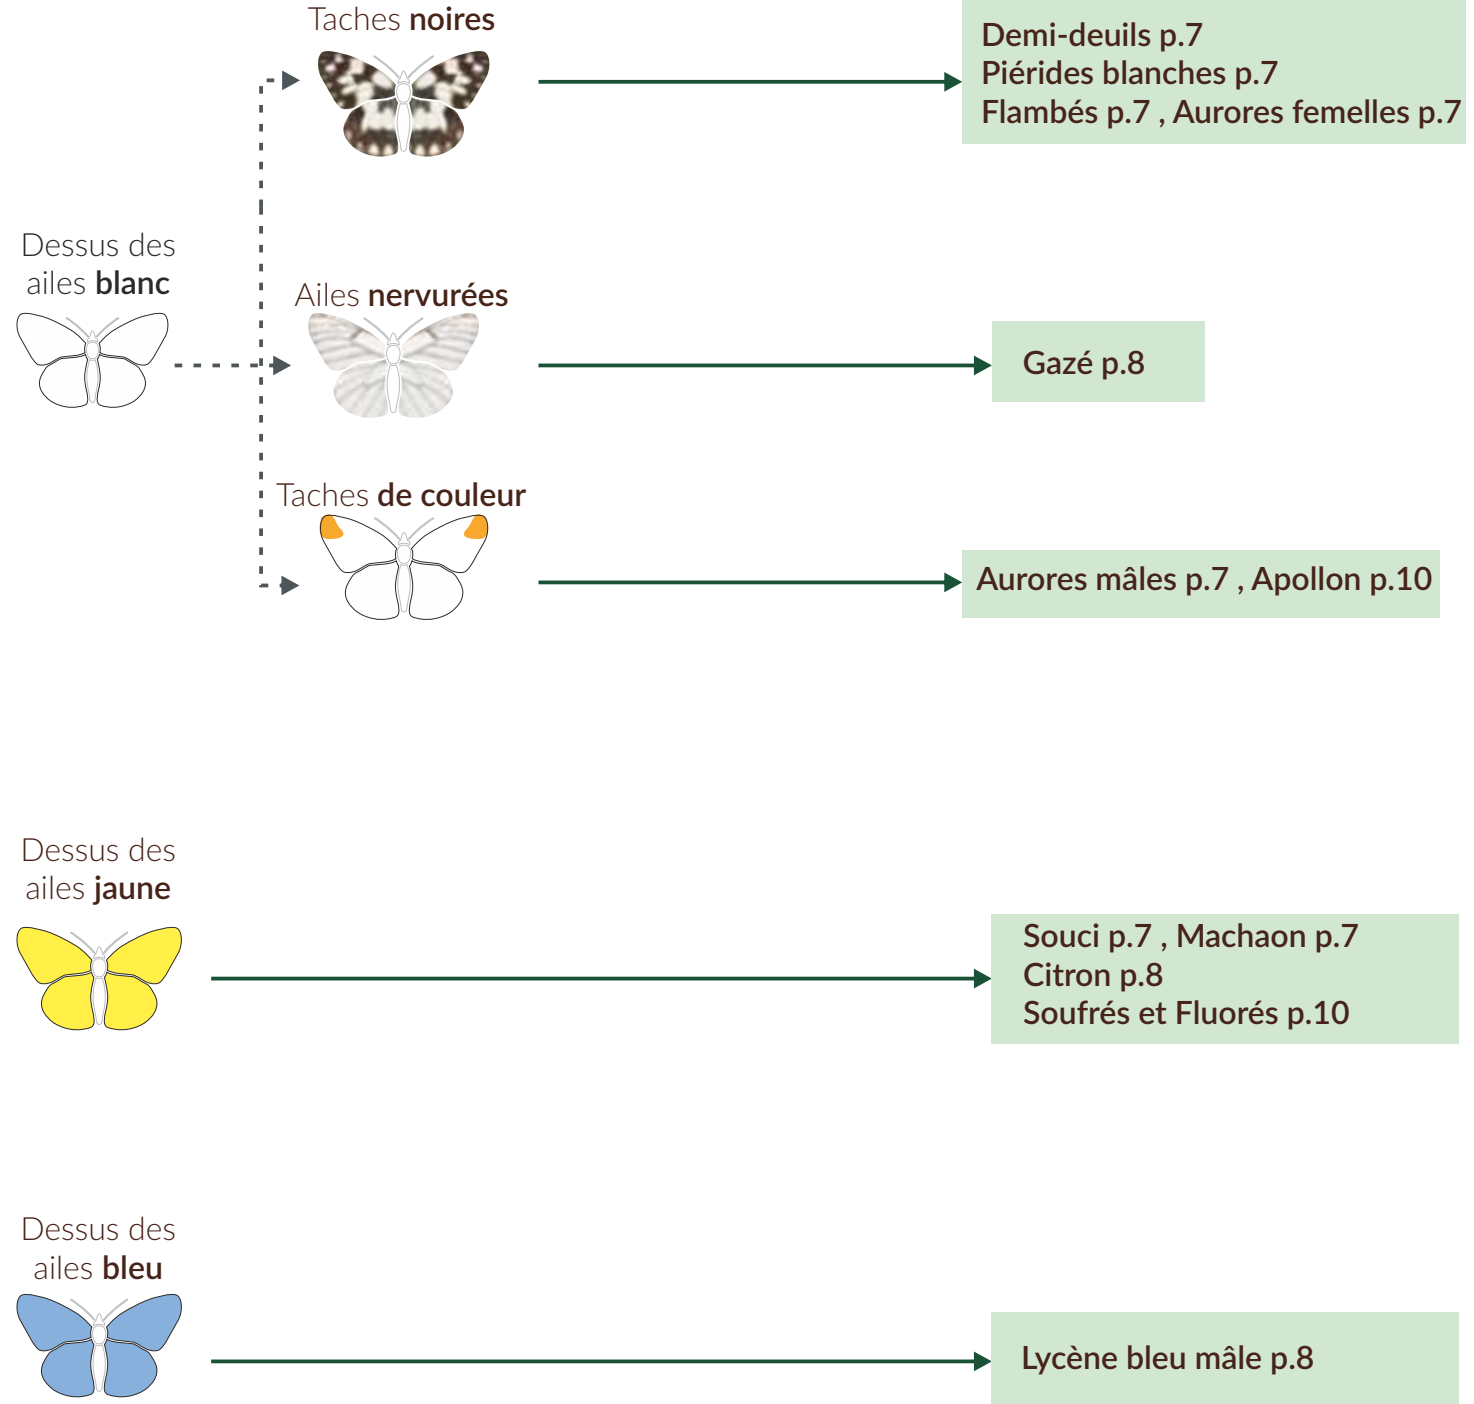 Taches noires
Demi-deuils p.7
Piérides blanches p.7
Flambés p.7 , Aurores femelles p.7
Dessus des
ailes blanc
Ailes nervurées
Gazé p.8
Taches de couleur
Aurores mâles p.7 , Apollon p.10
Dessus des
ailes jaune
Souci p.7 , Machaon p.7
Citron p.8
Soufrés et Fluorés p.10
Dessus des
ailes bleu
Lycène bleu mâle p.8